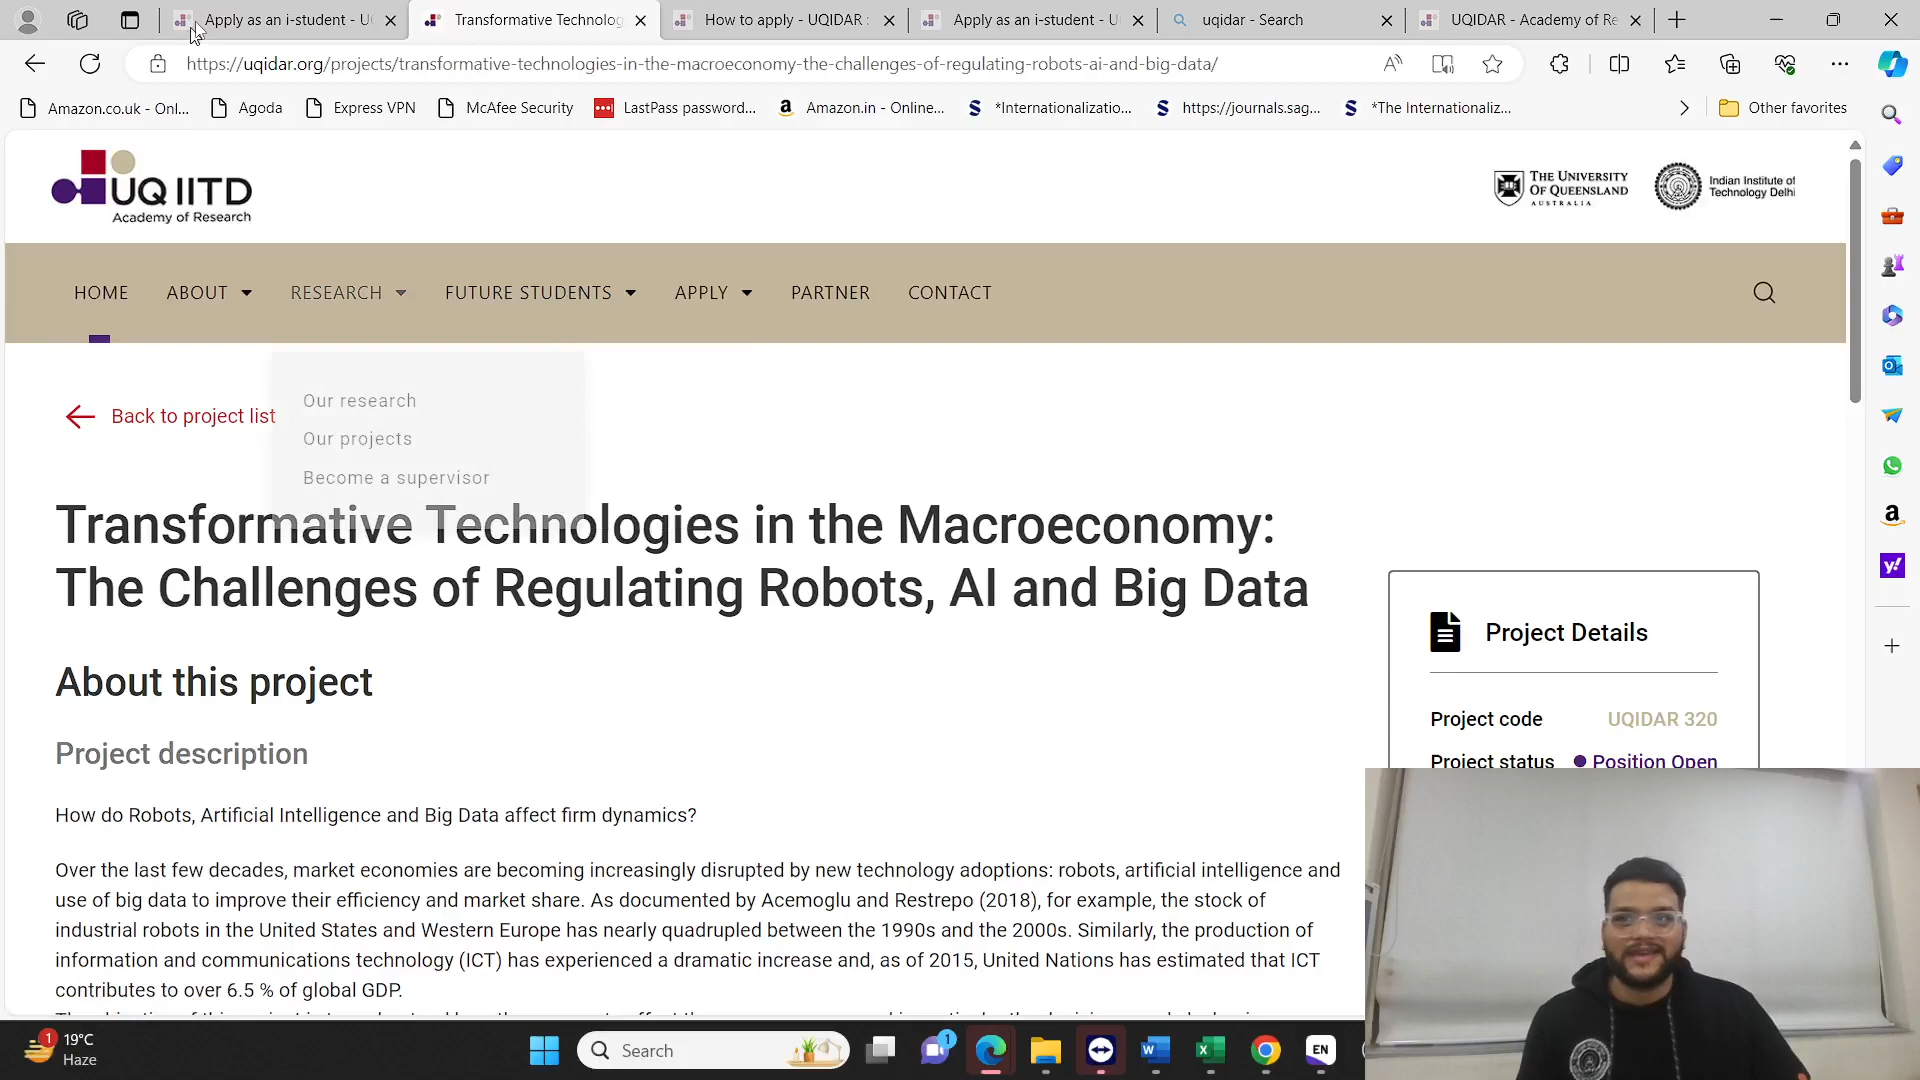 Apply as an i-student - UC
Transformative Technolog
How to apply - UQIDAR :
Apply as an i-student - U
uqidar - Search
UQIDAR - Academy of Re
https://uqidar.org/projects/transformative-technologies-in-the-macroeconomy-the-challenges-of-regulating-robots-ai-and-big-data/
Amazon.co.uk - Onl...
Agoda
Express VPN
McAfee Security
LastPass password...
Amazon.in - Online...
*Internationalizatio...
https://journals.sag...
*The Internationaliz...
Other favorites
UQ IITD
Academy of Research
THE UNIVERSITY
OF QUEENSLAND
AUSTRALIA
Indian Institute of
Technology Delhi
HOME
ABOUT
RESEARCH
FUTURE STUDENTS
APPLY
PARTNER
CONTACT
Back to project list
Our research
Our projects
Become a supervisor
Transformative Technologies in the Macroeconomy:
The Challenges of Regulating Robots, AI and Big Data
About this project
Project description
How do Robots, Artificial Intelligence and Big Data affect firm dynamics?
Over the last few decades, market economies are becoming increasingly disrupted by new technology adoptions: robots, artificial intelligence and
use of big data to improve their efficiency and market share. As documented by Acemoglu and Restrepo (2018), for example, the stock of
industrial robots in the United States and Western Europe has nearly quadrupled between the 1990s and the 2000s. Similarly, the production of
information and communications technology (ICT) has experienced a dramatic increase and, as of 2015, United Nations has estimated that ICT
contributes to over 6.5 % of global GDP.
Project Details
Project code UQIDAR 320
Project status Position Open
1
19°C
Haze
Search
1
EN